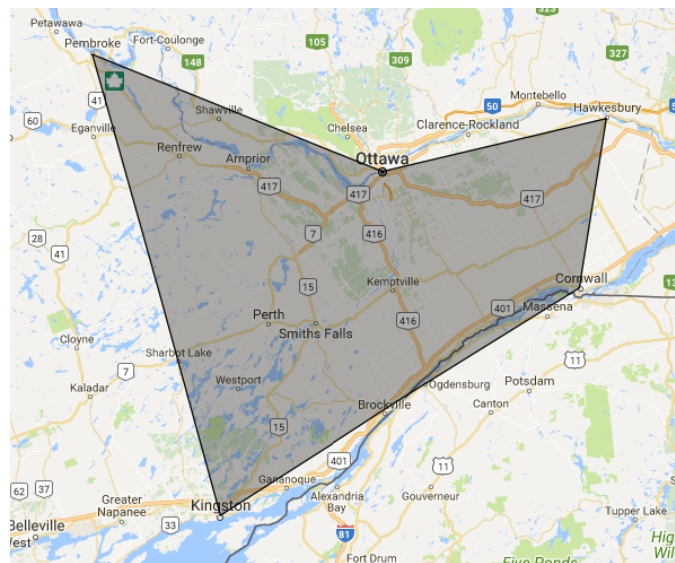 Petawawa
323
Pembroke
Fort-Coulonge
105
327
148
309
41
Montebello
50
Shawville
Hawkesbury
60
Chelsea
Clarence-Rockland
Eganville
Renfrew
Ottawa
Arnprior
417
417
417
7
416
28
41
15
Kemptville
Cornwall
401
Massena
Perth
416
Smiths Falls
Cloyne
Sharbot Lake
11
7
Westport
Ogdensburg
Potsdam
Kaladar
Brockville
Canton
15
401
11
62
37
Gananoque
Alexandria
Bay
Gouverneur
Greater
Napanee
Kingston
33
Belleville
Tupper Lake
81
Fort Drum
Five Ponds